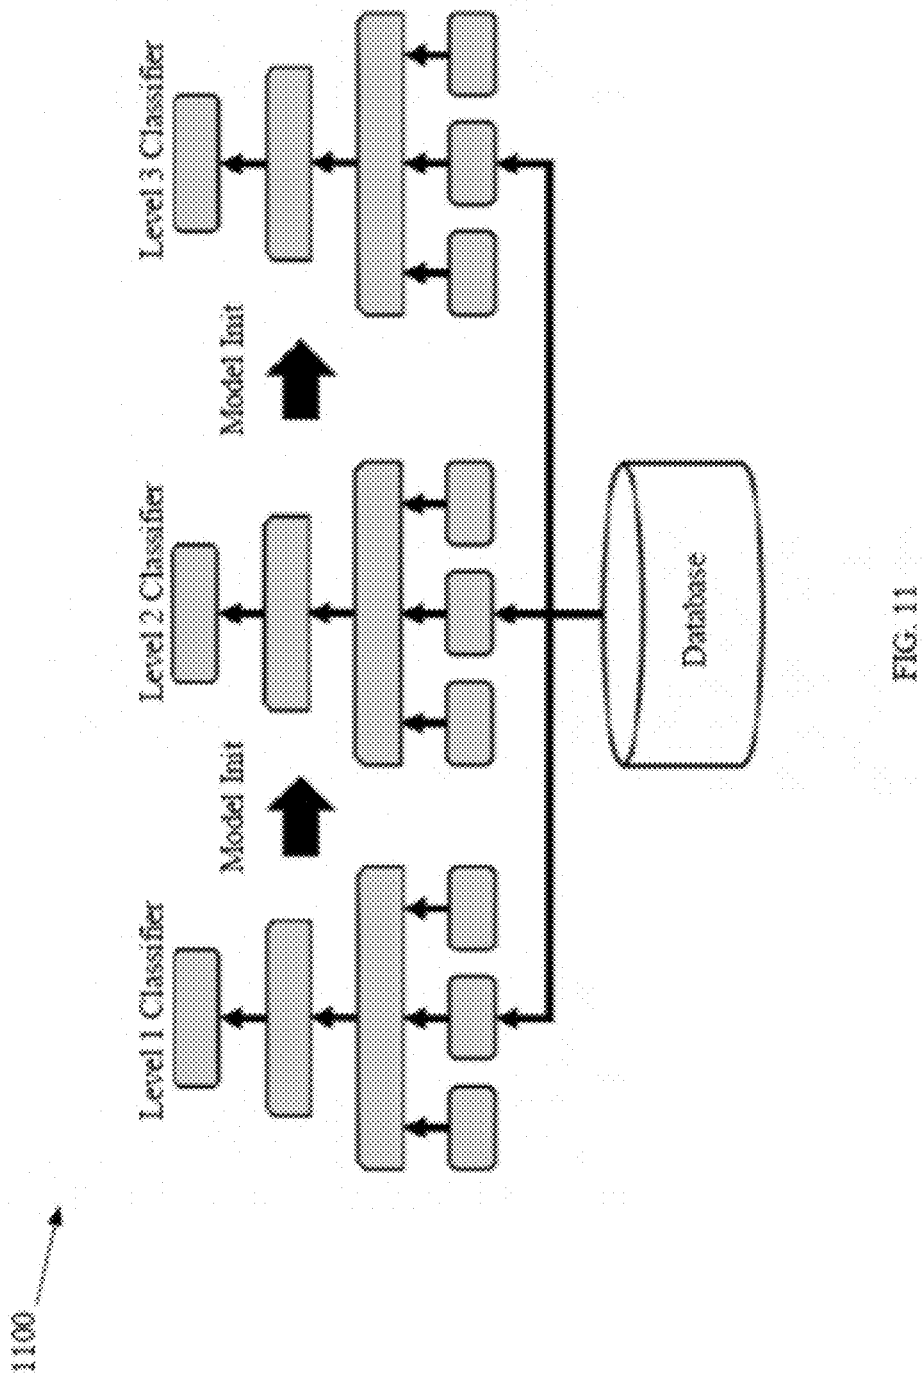 1100
Level 1 Classifier
Level 2 Classifier
Level 3 Classifier
Model Init
Model Init
Database
FIG. 11